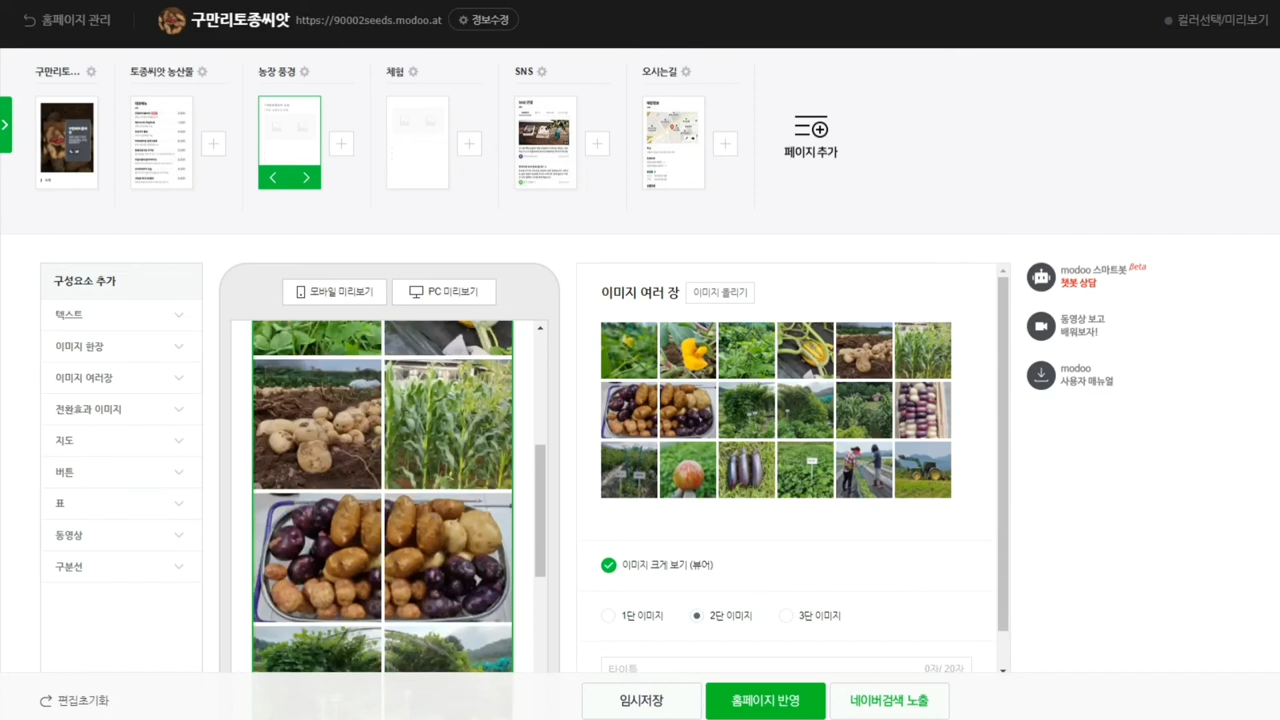 홈페이지 관리
구만리토종씨앗 https://90002seeds.modoo.at 정보수정
컬러선택/미리보기
구만리토...
토종씨앗 농산물
농장 풍경
체험
SNS
오시는길
페이지 추가
구성요소 추가
텍스트
이미지 한장
이미지 여러장
전환효과 이미지
지도
버튼
표
동영상
구분선
모바일 미리보기
PC 미리보기
이미지 여러 장 이미지 올리기
이미지 크게 보기 (뷰어)
1단 이미지 2단 이미지 3단 이미지
타이틀 0자/ 20자
modoo 스마트봇 Beta
챗봇 상담
동영상 보고
배워보자!
modoo
사용자 매뉴얼
편집초기화
임시저장
홈페이지 반영
네이버검색 노출